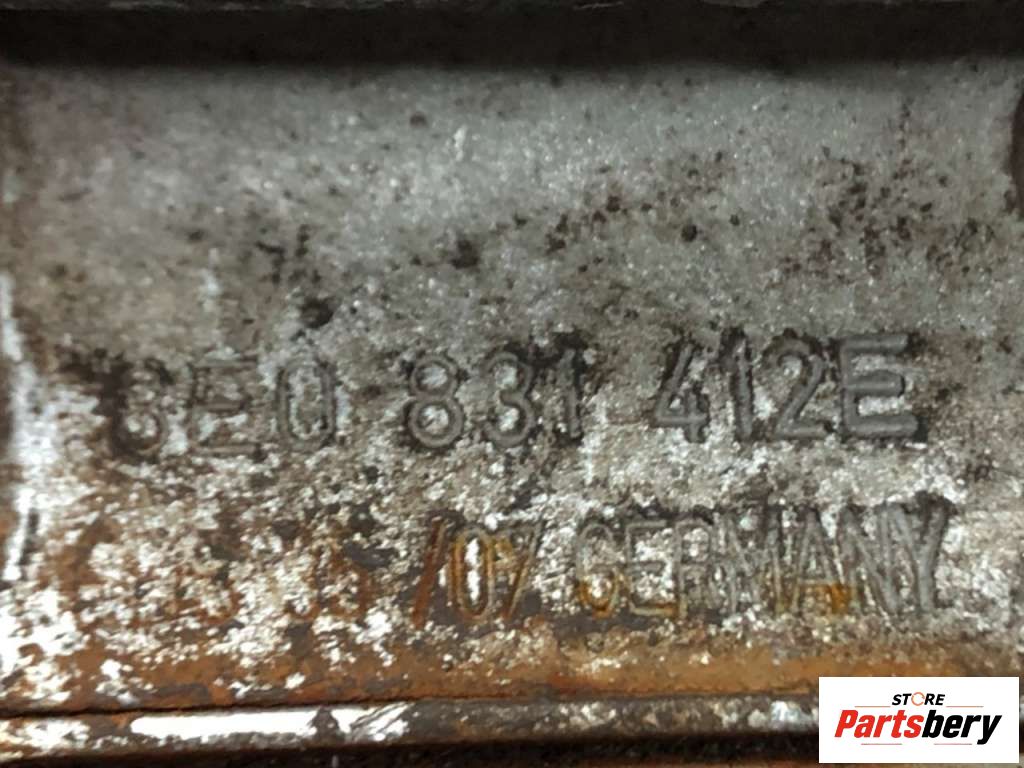 8E0 831 412E
/07 GERMANY
STORE
Partsbery